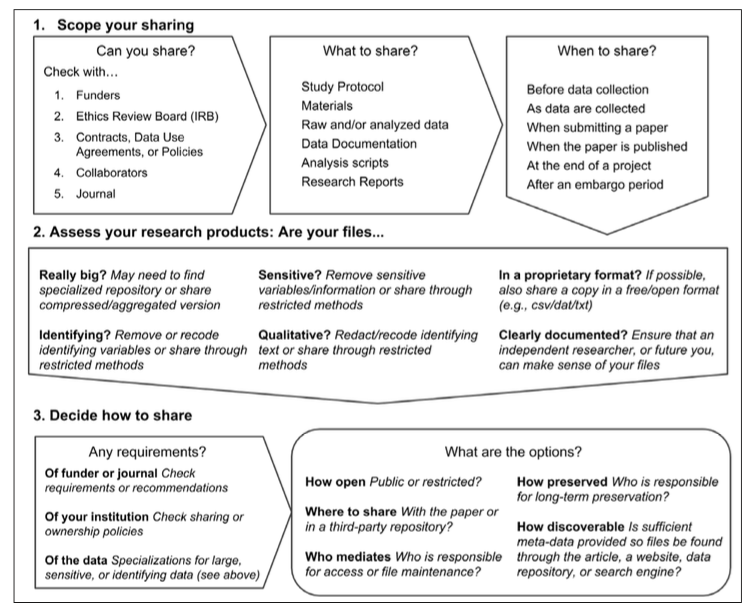 1. Scope your sharing
Can you share?
Check with...
1. Funders
2. Ethics Review Board (IRB)
3. Contracts, Data Use
Agreements, or Policies
4. Collaborators
5. Journal
What to share?
Study Protocol
Materials
Raw and/or analyzed data
Data Documentation
Analysis scripts
Research Reports
When to share?
Before data collection
As data are collected
When submitting a paper
When the paper is published
At the end of a project
After an embargo period
2. Assess your research products: Are your files...
Really big? May need to find
specialized repository or share
compressed/aggregated version
Identifying? Remove or recode
identifying variables or share through
restricted methods
Sensitive? Remove sensitive
variables/information or share through
restricted methods
Qualitative? Redact/recode identifying
text or share through restricted
methods
In a proprietary format? If possible,
also share a copy in a free/open format
(e.g., csv/dat/txt)
Clearly documented? Ensure that an
independent researcher, or future you,
can make sense of your files
3. Decide how to share
Any requirements?
Of funder or journal Check
requirements or recommendations
Of your institution Check sharing or
ownership policies
Of the data Specializations for large,
sensitive, or identifying data (see above)
What are the options?
How open Public or restricted?
Where to share With the paper or
in a third-party repository?
Who mediates Who is responsible
for access or file maintenance?
How preserved Who is responsible
for long-term preservation?
How discoverable Is sufficient
meta-data provided so files be found
through the article, a website, data
repository, or search engine?